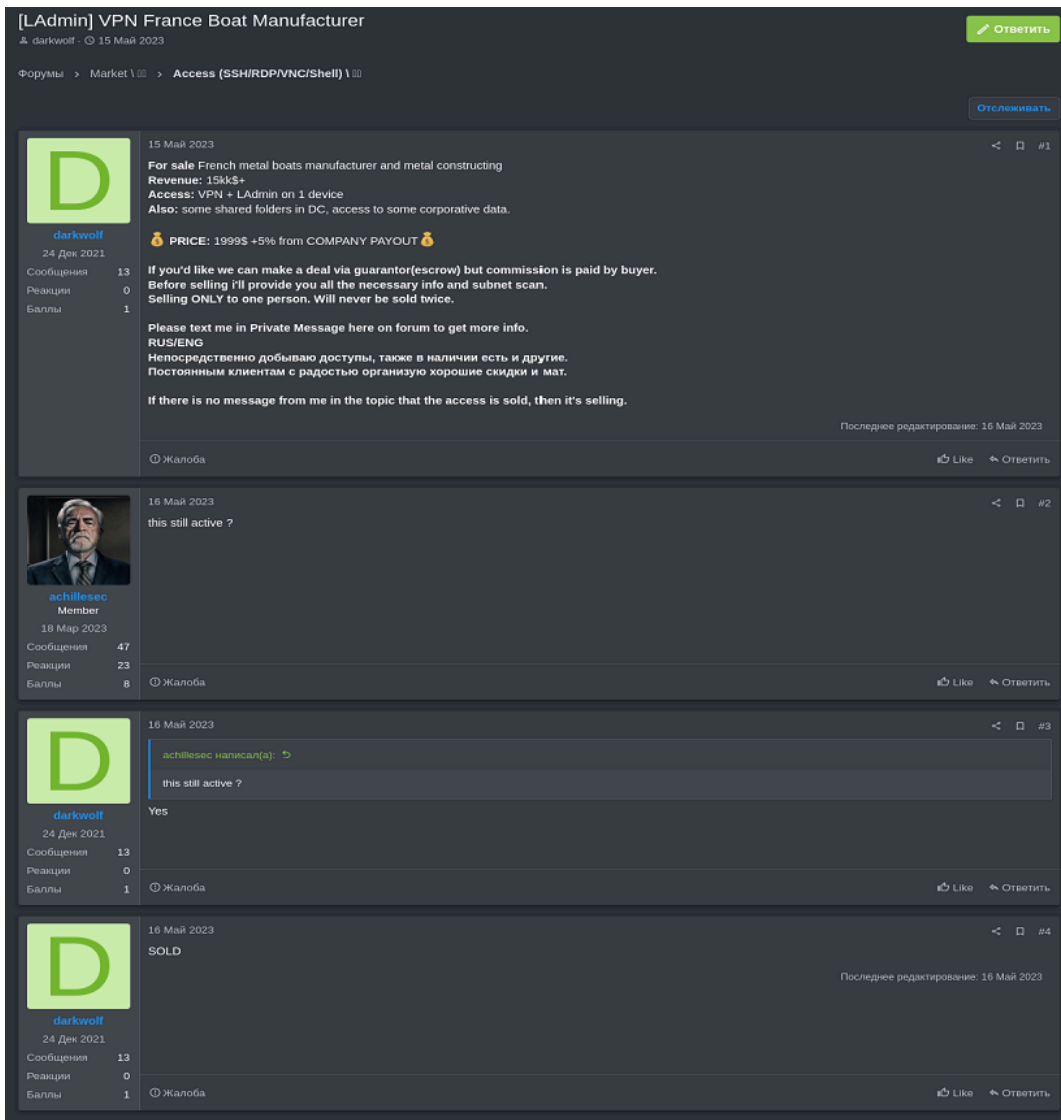 [LAdmin] VPN France Boat Manufacturer
darkwolf · 15 Май 2023
Ответить
Форумы > Market \ > Access (SSH/RDP/VNC/Shell) \
Отслеживать
D
darkwolf
24 Дек 2021
Сообщения 13
Реакции 0
Баллы 1
15 Май 2023 #1
For sale French metal boats manufacturer and metal constructing
Revenue: 15kk$+
Access: VPN + LAdmin on 1 device
Also: some shared folders in DC, access to some corporative data.
💰 PRICE: 1999$ +5% from COMPANY PAYOUT 💰
If you'd like we can make a deal via guarantor(escrow) but commission is paid by buyer.
Before selling i'll provide you all the necessary info and subnet scan.
Selling ONLY to one person. Will never be sold twice.
Please text me in Private Message here on forum to get more info.
RUS/ENG
Непосредственно добываю доступы, также в наличии есть и другие.
Постоянным клиентам с радостью организую хорошие скидки и мат.
If there is no message from me in the topic that the access is sold, then it's selling.
Последнее редактирование: 16 Май 2023
Жалоба Like Ответить
achillesec
Member
18 Мар 2023
Сообщения 47
Реакции 23
Баллы 8
16 Май 2023 #2
this still active ?
Жалоба Like Ответить
D
darkwolf
24 Дек 2021
Сообщения 13
Реакции 0
Баллы 1
16 Май 2023 #3
achillesec написал(а):
this still active ?
Yes
Жалоба Like Ответить
D
darkwolf
24 Дек 2021
Сообщения 13
Реакции 0
Баллы 1
16 Май 2023 #4
SOLD
Последнее редактирование: 16 Май 2023
Жалоба Like Ответить